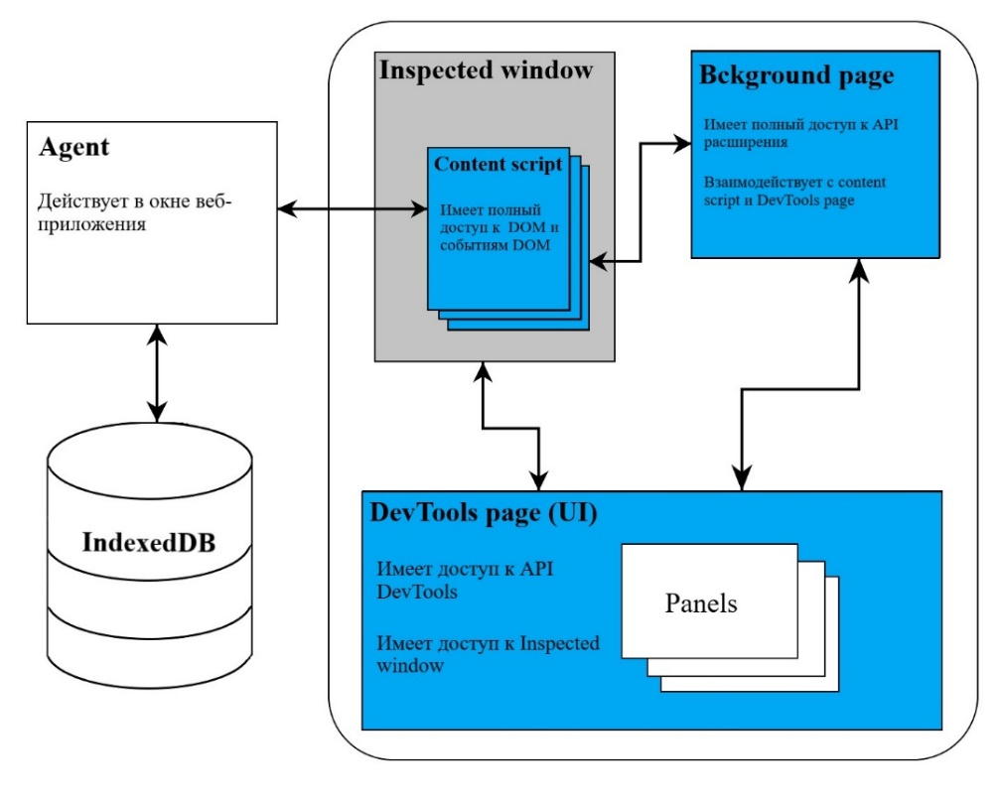 Inspected window
Bckground page
Имеет полный доступ к API
расширения
Взаимодействует с content
script и DevTools page
Agent
Действует в окне веб-
приложения
Content script
Имеет полный
доступ к DOM и
событиям DOM
IndexedDB
DevTools page (UI)
Имеет доступ к API
DevTools
Имеет доступ к Inspected
window
Panels